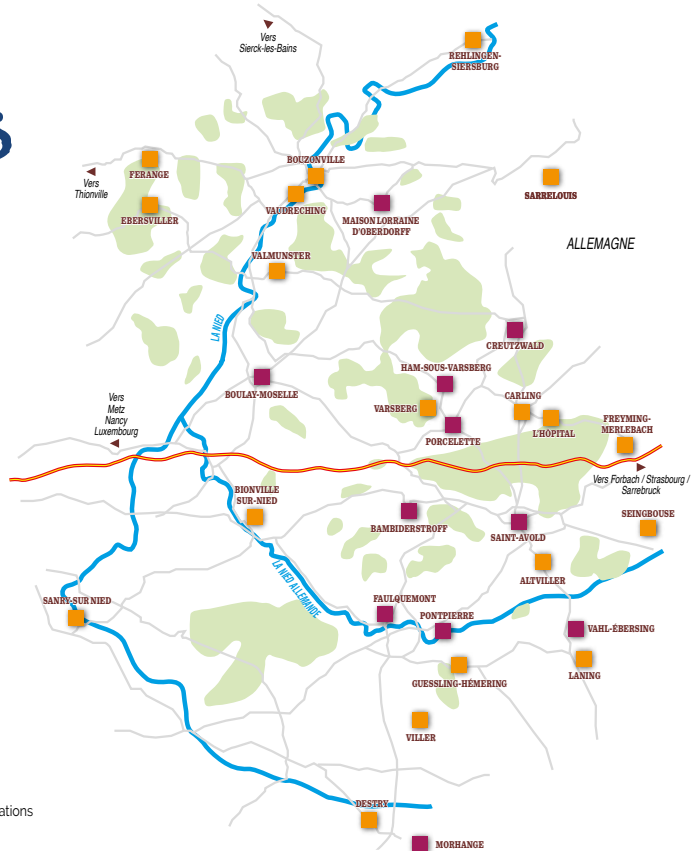 Vers
Sierck-les-Bains
REHLINGEN-
SIERSBURG
S
BOUZONVILLE
FERANGE
Vers
Thionville
SARRELOUIS
VAUDRECHING
EBERSVILLER
MAISON LORRAINE
D'OBERDORFF
ALLEMAGNE
VALMUNSTER
LA NIED
CREUTZWALD
HAM-SOUS-VARSBERG
BOULAY-MOSELLE
CARLING
Vers
Metz
Nancy
Luxembourg
VARSBERG
FREYMING-
MERLEBACH
L'HÔPITAL
PORCELETTE
Vers Forbach / Strasbourg /
Sarrebruck
BIONVILLE
SUR-NIED
SEINGBOUSE
BAMBIDERSTROFF
SAINT-AVOLD
LA NIED ALLEMANDE
ALTVILLER
SANRY-SUR NIED
FAULQUEMONT
PONTPIERRE
VAHL-ÉBERSING
LANING
GUESSLING-HÉMERING
VILLER
DESTRY
ations
MORHANGE